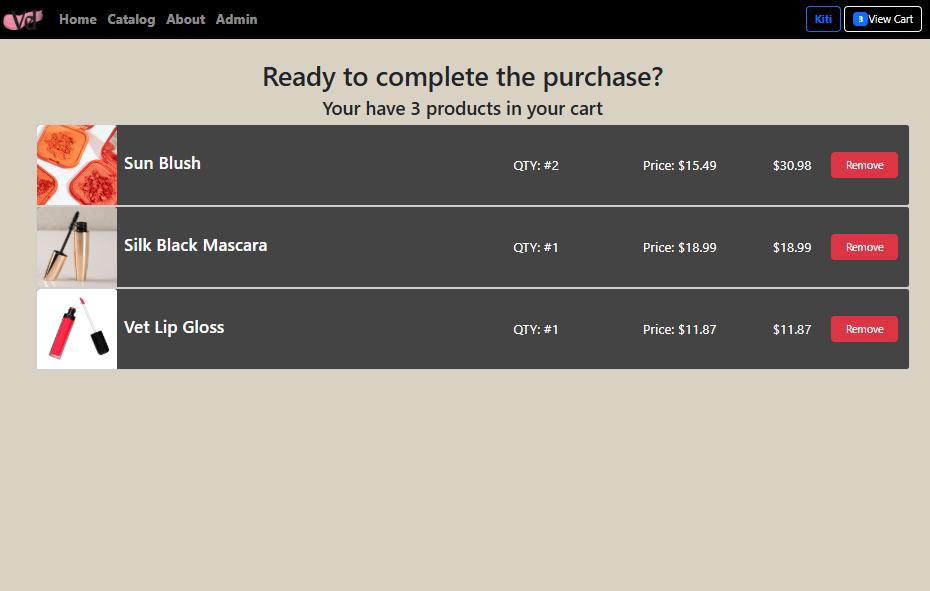 Vet Home Catalog About Admin Kiti 3 View Cart
Ready to complete the purchase?
Your have 3 products in your cart
Sun Blush QTY: #2 Price: $15.49 $30.98 Remove
Silk Black Mascara QTY: #1 Price: $18.99 $18.99 Remove
Vet Lip Gloss QTY: #1 Price: $11.87 $11.87 Remove